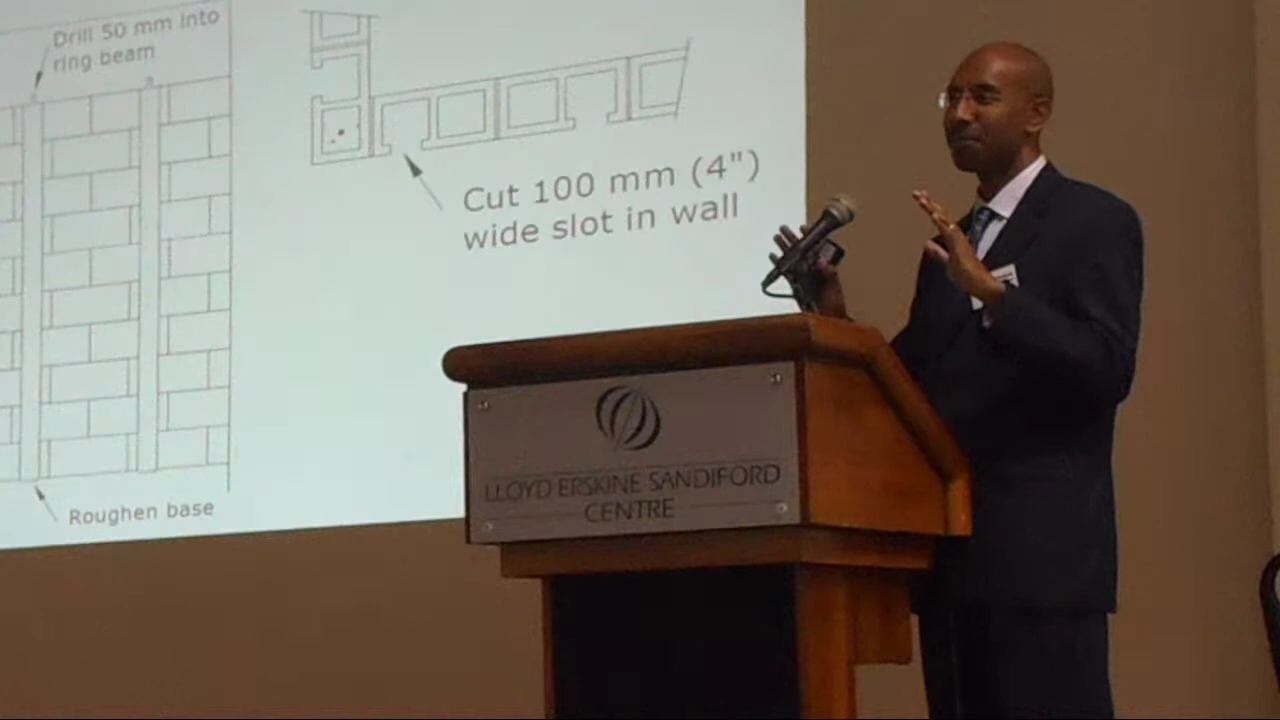 Drill 50 mm into
ring beam
Cut 100 mm (4")
wide slot in wall
Roughen base
LLOYD ERSKINE SANDIFORD
CENTRE